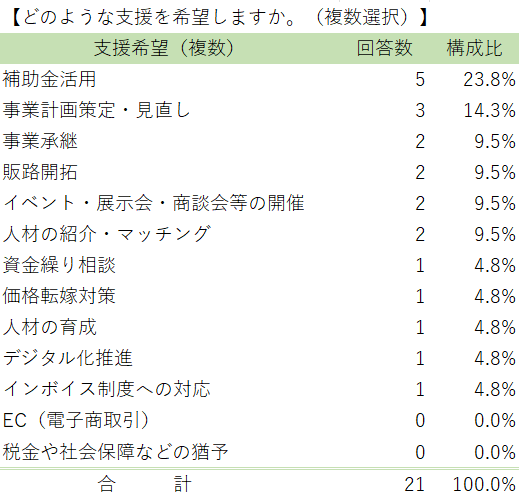 【どのような支援を希望しますか。（複数選択）】
支援希望（複数） 回答数 構成比
補助金活用 5 23.8%
事業計画策定・見直し 3 14.3%
事業承継 2 9.5%
販路開拓 2 9.5%
イベント・展示会・商談会等の開催 2 9.5%
人材の紹介・マッチング 2 9.5%
資金繰り相談 1 4.8%
価格転嫁対策 1 4.8%
人材の育成 1 4.8%
デジタル化推進 1 4.8%
インボイス制度への対応 1 4.8%
EC（電子商取引） 0 0.0%
税金や社会保障などの猶予 0 0.0%
合　計 21 100.0%